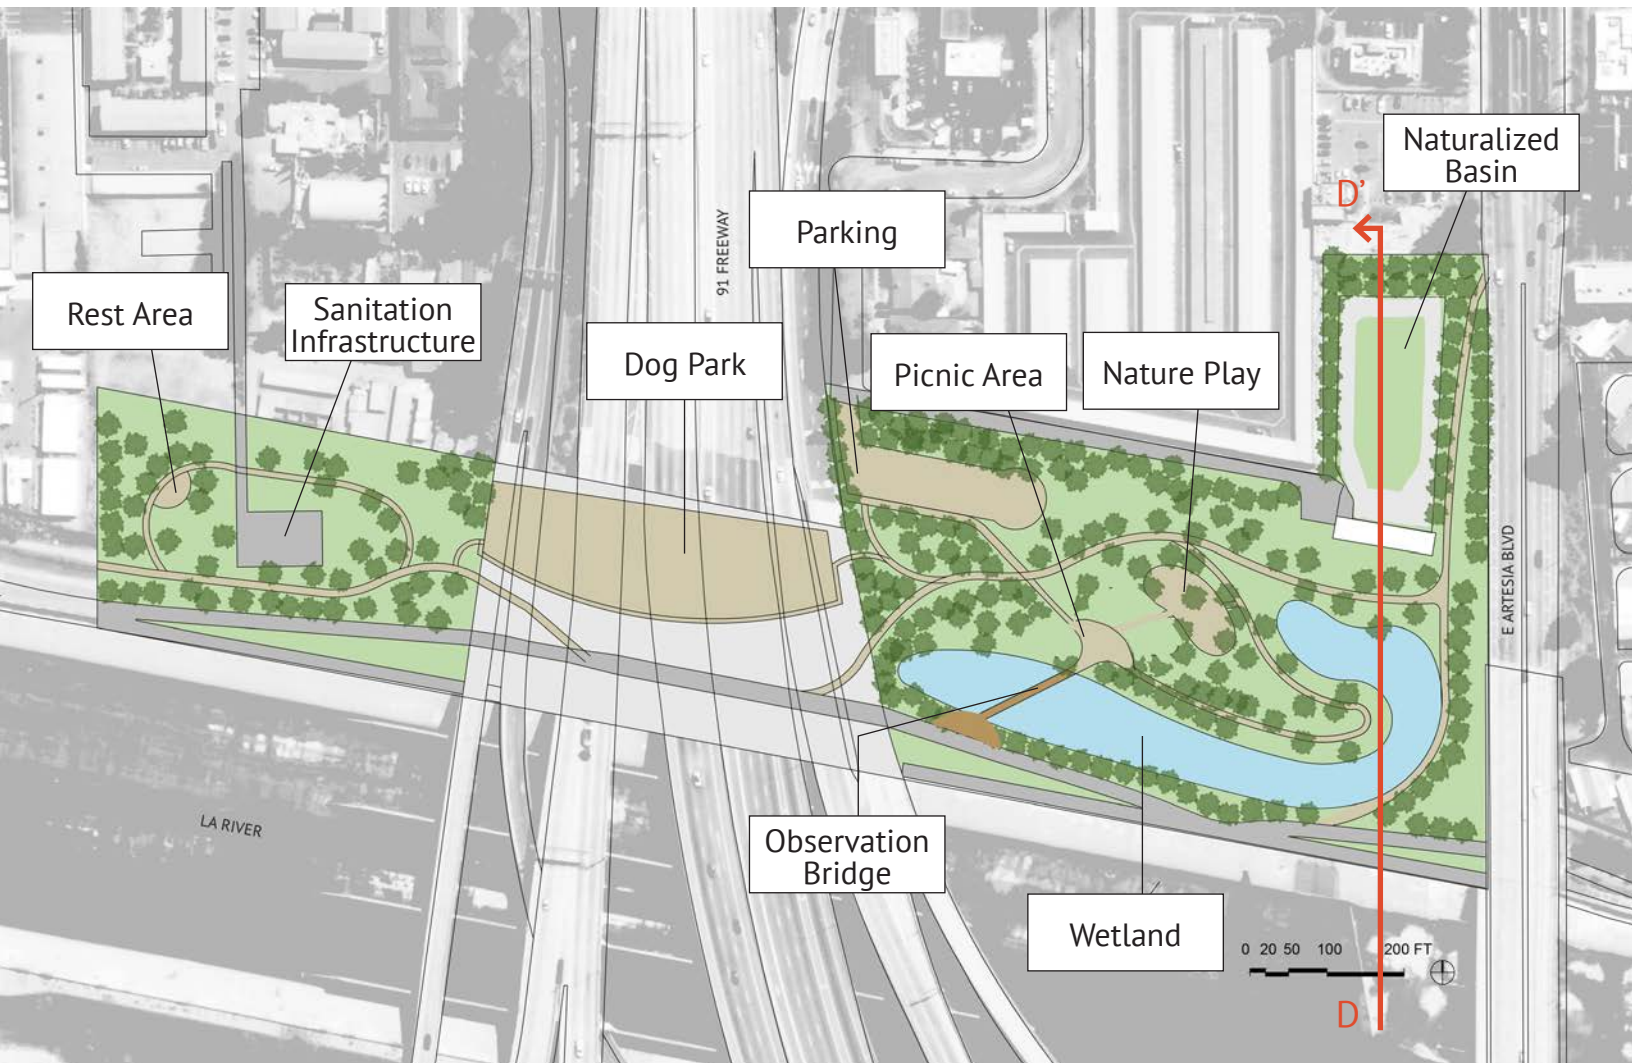 Naturalized
Basin
D’
Parking
91 FREEWAY
Rest Area
Sanitation
Infrastructure
Dog Park
Picnic Area
Nature Play
E ARTESIA BLVD
LA RIVER
Observation
Bridge
Wetland
0 20 50 100 200 FT
D